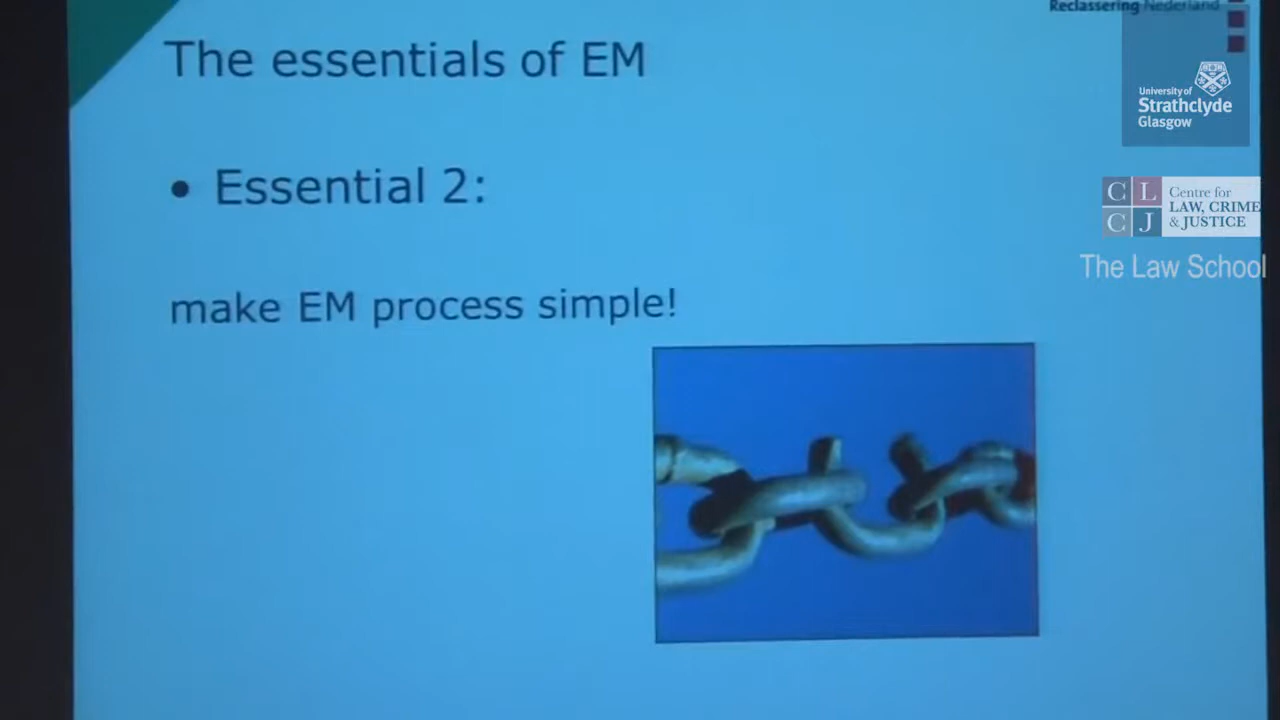 Reclassering Nederland
The essentials of EM
University of
Strathclyde
Glasgow
• Essential 2:
C L
C J
Centre for
LAW, CRIME
& JUSTICE
The Law School
make EM process simple!